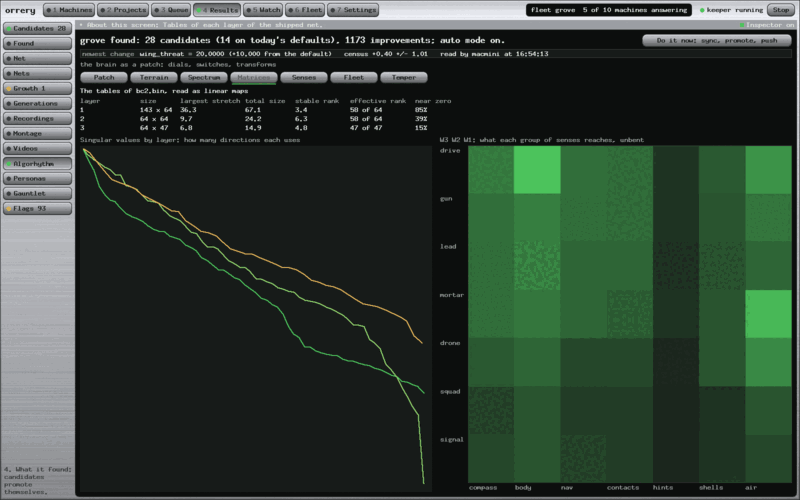 orrery 1 Machines 2 Projects 3 Queue 4 Results 5 Watch 6 Fleet 7 Settings fleet grove 5 of 10 machines answering keeper running Stop
Candidates 28
Found
Net
Nets
Growth 1
Generations
Recordings
Montage
Videos
Algorhythm
Personas
Gauntlet
Flags 93
4. What it found:
candidates
promote
themselves.
• About this screen: Tables of each layer of the shipped net. Inspector on
grove found: 28 candidates (14 on today's defaults), 1173 improvements; auto mode on. Do it now: sync, promote, push
newest change wing_threat = 20.0000 (+10.000 from the default) census +0.40 +/- 1.01 read by macmini at 16:54:13
the brain as a patch: dials, switches, transforms
Patch Terrain Spectrum Matrices Senses Fleet Temper
The tables of bc2.bin, read as linear maps
layer size largest stretch total size stable rank effective rank near zero
1 143 x 64 36.3 67.1 3.4 50 of 64 85%
2 64 x 64 9.7 24.2 6.3 50 of 64 39%
3 64 x 47 6.8 14.9 4.8 47 of 47 15%
Singular values by layer: how many directions each uses
W3 W2 W1: what each group of senses reaches, unbent
drive
gun
lead
mortar
drone
squad
signal
compass body nav contacts hints shells air